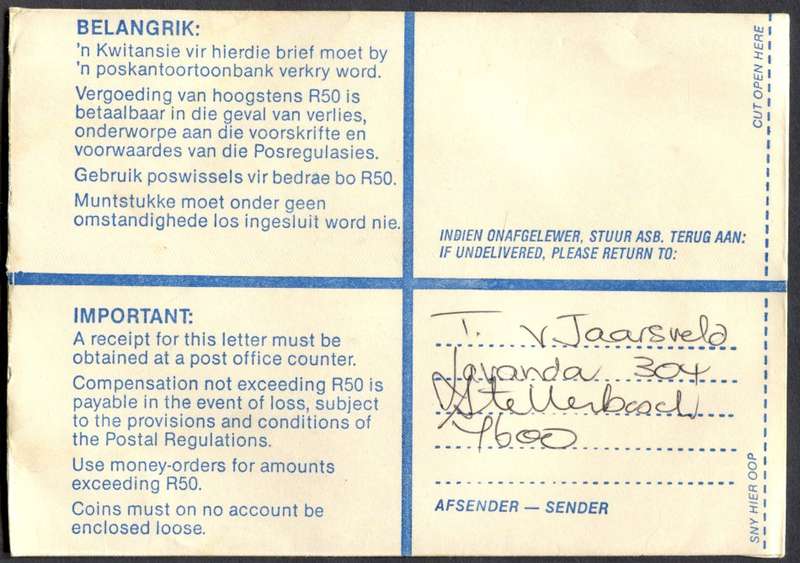 BELANGRIK:
'n Kwitansie vir hierdie brief moet by
'n poskantoortoonbank verkry word.
Vergoeding van hoogstens R50 is
betaalbaar in die geval van verlies,
onderworpe aan die voorskrifte en
voorwaardes van die Posregulasies.
Gebruik poswissels vir bedrae bo R50.
Muntstukke moet onder geen
omstandighede los ingesluit word nie.
CUT OPEN HERE
INDIEN ONAFGELEWER, STUUR ASB. TERUG AAN:
IF UNDELIVERED, PLEASE RETURN TO:
IMPORTANT:
A receipt for this letter must be
obtained at a post office counter.
Compensation not exceeding R50 is
payable in the event of loss, subject
to the provisions and conditions of
the Postal Regulations.
Use money-orders for amounts
exceeding R50.
Coins must on no account be
enclosed loose.
T. v Jaarsveld
Lavanda 304
Stellenbosch
7600
AFSENDER — SENDER
SNY HIER OOP